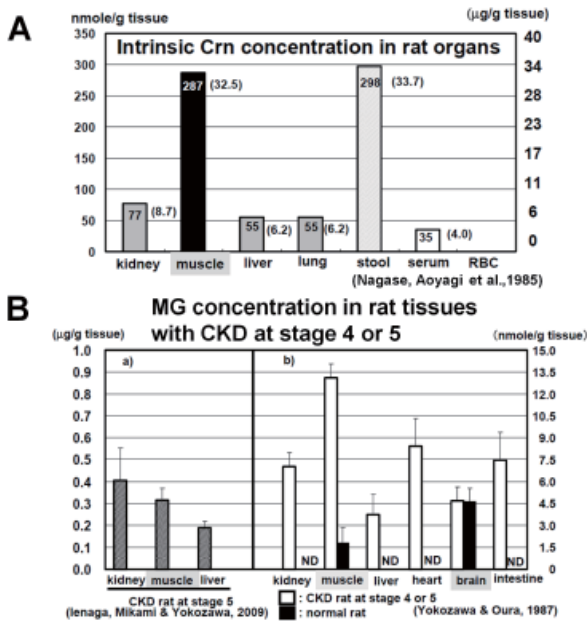 A
nmole/g tissue
(μg/g tissue)
Intrinsic Crn concentration in rat organs
350
300
250
200
150
100
50
0
40
34
28
23
17
11
6
0
77
(8.7)
287
(32.5)
55
(6.2)
55
(6.2)
298
(33.7)
35
(4.0)
kidney muscle liver lung stool serum RBC
(Nagase, Aoyagi et al.,1985)
B
MG concentration in rat tissues
with CKD at stage 4 or 5
(μg/g tissue)
(nmole/g tissue)
1.0
0.9
0.8
0.7
0.6
0.5
0.4
0.3
0.2
0.1
0.0
a)
b)
15.0
13.5
12.0
10.5
9.0
7.5
6.0
4.5
3.0
1.5
0
ND ND ND ND
kidney muscle liver
kidney muscle liver heart brain intestine
CKD rat at stage 5
(Ienaga, Mikami & Yokozawa, 2009)
: CKD rat at stage 4 or 5
: normal rat
(Yokozawa & Oura, 1987)